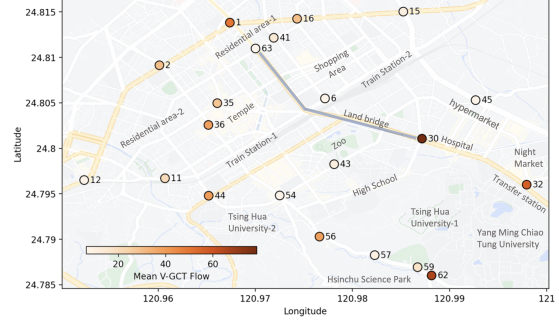 24.815
24.81
24.805
24.8
24.795
24.79
24.785
Latitude
1
16
15
Residential area-1
41
63
Shopping
Area
Train Station-2
2
35
Temple
6
45
hypermarket
Land bridge
36
Residential area-2
30
Hospital
Train Station-1
Zoo
43
Night
Market
12
11
High School
32
Transfer station
44
54
Tsing Hua
University-2
Tsing Hua
University-1
56
Yang Ming Chiao
Tung University
57
59
62
20
40
60
Mean V-GCT Flow
Hsinchu Science Park
120.96
120.97
120.98
120.99
121
Longitude